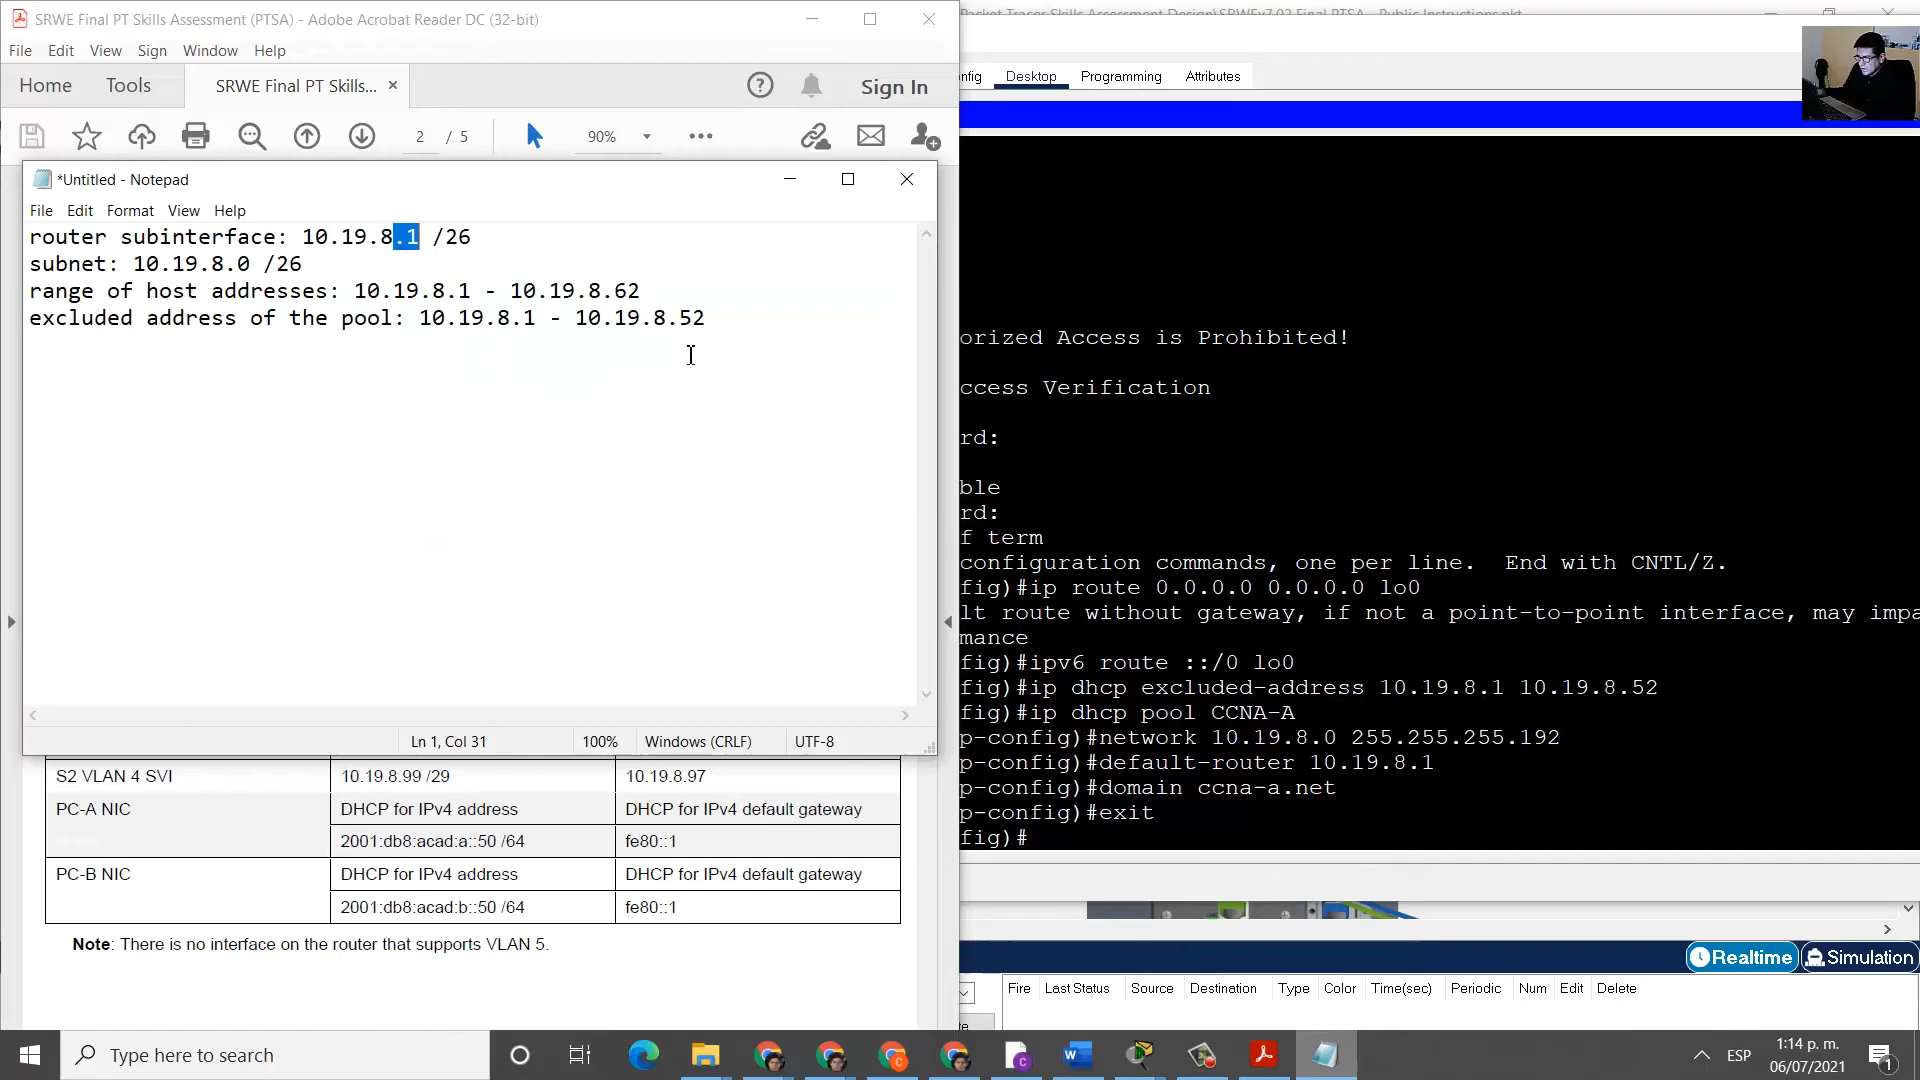 SRWE Final PT Skills Assessment (PTSA) - Adobe Acrobat Reader DC (32-bit)
File Edit View Sign Window Help
Home Tools SRWE Final PT Skills... × Sign In
2 / 5 90%
*Untitled - Notepad
File Edit Format View Help
router subinterface: 10.19.8.1 /26
subnet: 10.19.8.0 /26
range of host addresses: 10.19.8.1 - 10.19.8.62
excluded address of the pool: 10.19.8.1 - 10.19.8.52
Ln 1, Col 31 100% Windows (CRLF) UTF-8
S2 VLAN 4 SVI 10.19.8.99 /29 10.19.8.97
PC-A NIC DHCP for IPv4 address DHCP for IPv4 default gateway
2001:db8:acad:a::50 /64 fe80::1
PC-B NIC DHCP for IPv4 address DHCP for IPv4 default gateway
2001:db8:acad:b::50 /64 fe80::1
Note: There is no interface on the router that supports VLAN 5.
nfig Desktop Programming Attributes
orized Access is Prohibited!
ccess Verification
rd:
ble
rd:
f term
configuration commands, one per line.  End with CNTL/Z.
fig)#ip route 0.0.0.0 0.0.0.0 lo0
lt route without gateway, if not a point-to-point interface, may impa
mance
fig)#ipv6 route ::/0 lo0
fig)#ip dhcp excluded-address 10.19.8.1 10.19.8.52
fig)#ip dhcp pool CCNA-A
p-config)#network 10.19.8.0 255.255.255.192
p-config)#default-router 10.19.8.1
p-config)#domain ccna-a.net
p-config)#exit
fig)#
Realtime Simulation
Fire Last Status Source Destination Type Color Time(sec) Periodic Num Edit Delete
Type here to search
ESP
1:14 p. m.
06/07/2021
1